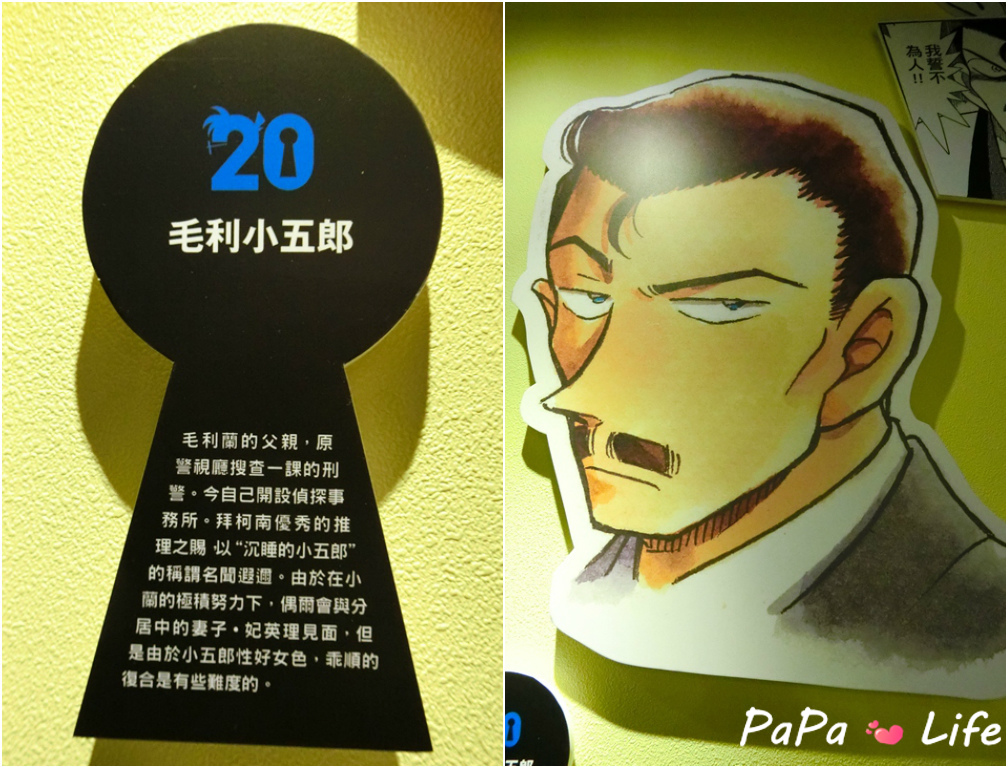 20
毛利小五郎
毛利蘭的父親，原
警視廳搜查一課的刑
警。今自己開設偵探事
務所。拜柯南優秀的推
理之賜 以“沉睡的小五郎”
的稱謂名聞遐邇。由於在小
蘭的極積努力下，偶爾會與分
居中的妻子・妃英理見面，但
是由於小五郎性好女色，乖順的
復合是有些難度的。
我誓不
為人!!
PaPa Life